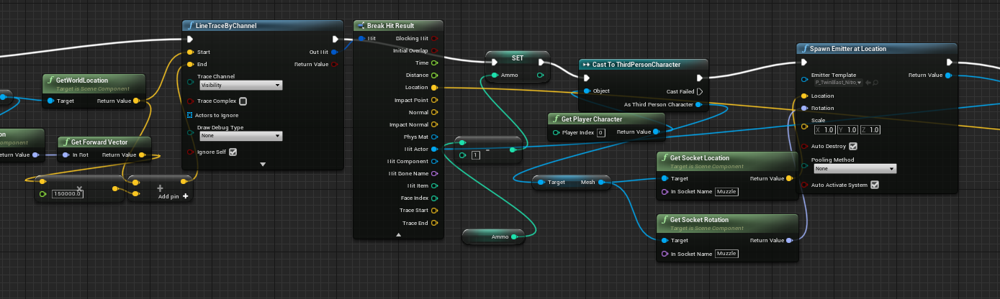 LineTraceByChannel
Start
Out Hit
End
Return Value
Trace Channel
Visibility
Trace Complex
Actors to Ignore
Draw Debug Type
None
Ignore Self
GetWorldLocation
Target is Scene Component
Target
Return Value
on
eturn Value
Get Forward Vector
In Rot
Return Value
150000.0
Add pin
Break Hit Result
Hit
Blocking Hit
Initial Overlap
Time
Distance
Location
Impact Point
Normal
Impact Normal
Phys Mat
Hit Actor
Hit Component
Hit Bone Name
Hit Item
Face Index
Trace Start
Trace End
SET
Ammo
1
-
Ammo
Cast To ThirdPersonCharacter
Object
Cast Failed
As Third Person Character
Get Player Character
Player Index 0
Return Value
Target
Mesh
Get Socket Location
Target is Scene Component
Target
Return Value
In Socket Name Muzzle
Get Socket Rotation
Target is Scene Component
Target
Return Value
In Socket Name Muzzle
Spawn Emitter at Location
Emitter Template
Return Value
P_TwinBlast_Nitro_
Location
Rotation
Scale
X 1.0 Y 1.0 Z 1.0
Auto Destroy
Pooling Method
None
Auto Activate System